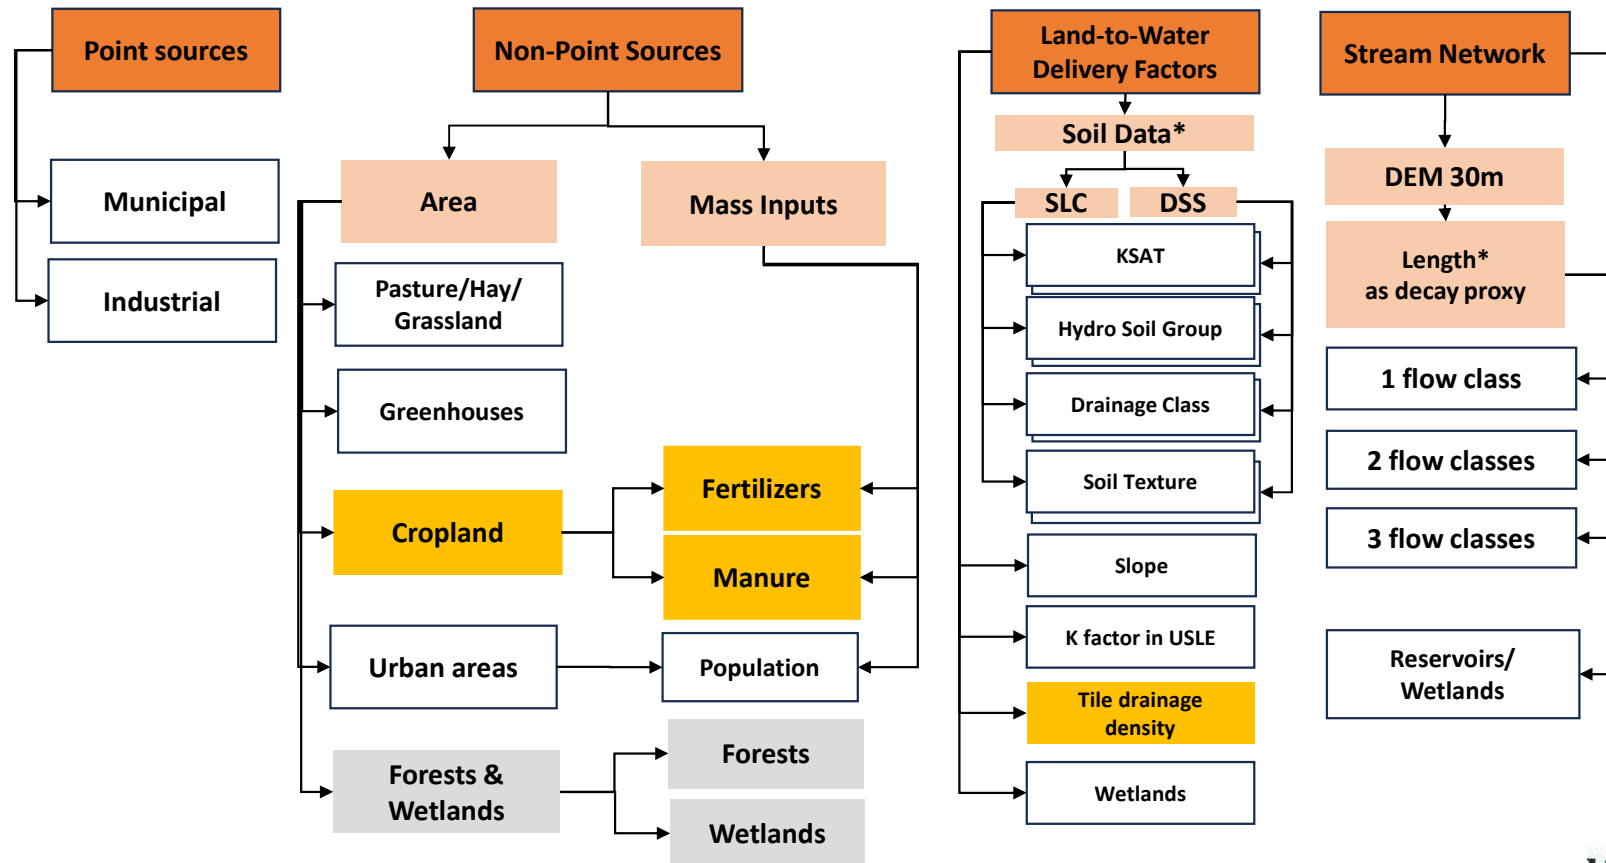 Point sources
Municipal
Industrial
Non-Point Sources
Area
Mass Inputs
Pasture/Hay/
Grassland
Greenhouses
Cropland
Fertilizers
Manure
Urban areas
Population
Forests &
Wetlands
Forests
Wetlands
Land-to-Water
Delivery Factors
Soil Data*
SLC
DSS
KSAT
Hydro Soil Group
Drainage Class
Soil Texture
Slope
K factor in USLE
Tile drainage
density
Wetlands
Stream Network
DEM 30m
Length*
as decay proxy
1 flow class
2 flow classes
3 flow classes
Reservoirs/
Wetlands